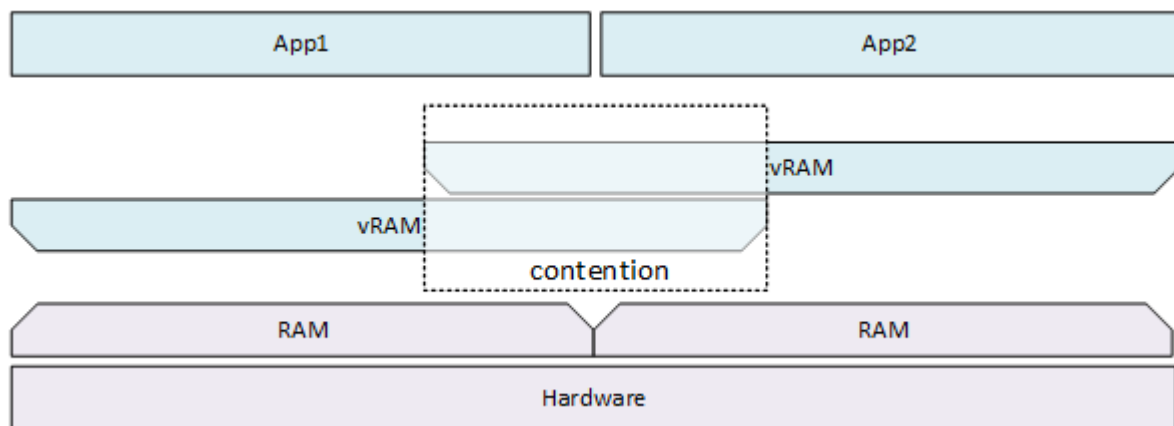 App1
App2
vRAM
vRAM
contention
RAM
RAM
Hardware